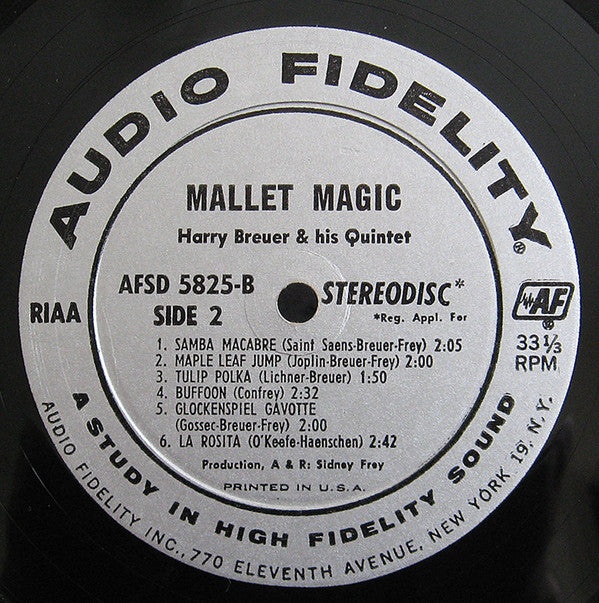 AUDIO FIDELITY®
MALLET MAGIC
Harry Breuer & his Quintet
AFSD 5825-B
STEREODISC*
RIAA
SIDE 2
*Reg. Appl. For
AF®
33 1/3
RPM
1. SAMBA MACABRE (Saint Saens-Breuer-Frey) 2:05
2. MAPLE LEAF JUMP (Joplin-Breuer-Frey) 2:00
3. TULIP POLKA (Lichner-Breuer) 1:50
4. BUFFOON (Confrey) 2:32
5. GLOCKENSPIEL GAVOTTE
(Gossec-Breuer-Frey) 2:00
6. LA ROSITA (O'Keefe-Haenschen) 2:42
Production, A & R: Sidney Frey
PRINTED IN U.S.A.
A STUDY IN HIGH FIDELITY SOUND
AUDIO FIDELITY INC., 770 ELEVENTH AVENUE, NEW YORK 19. N.Y.